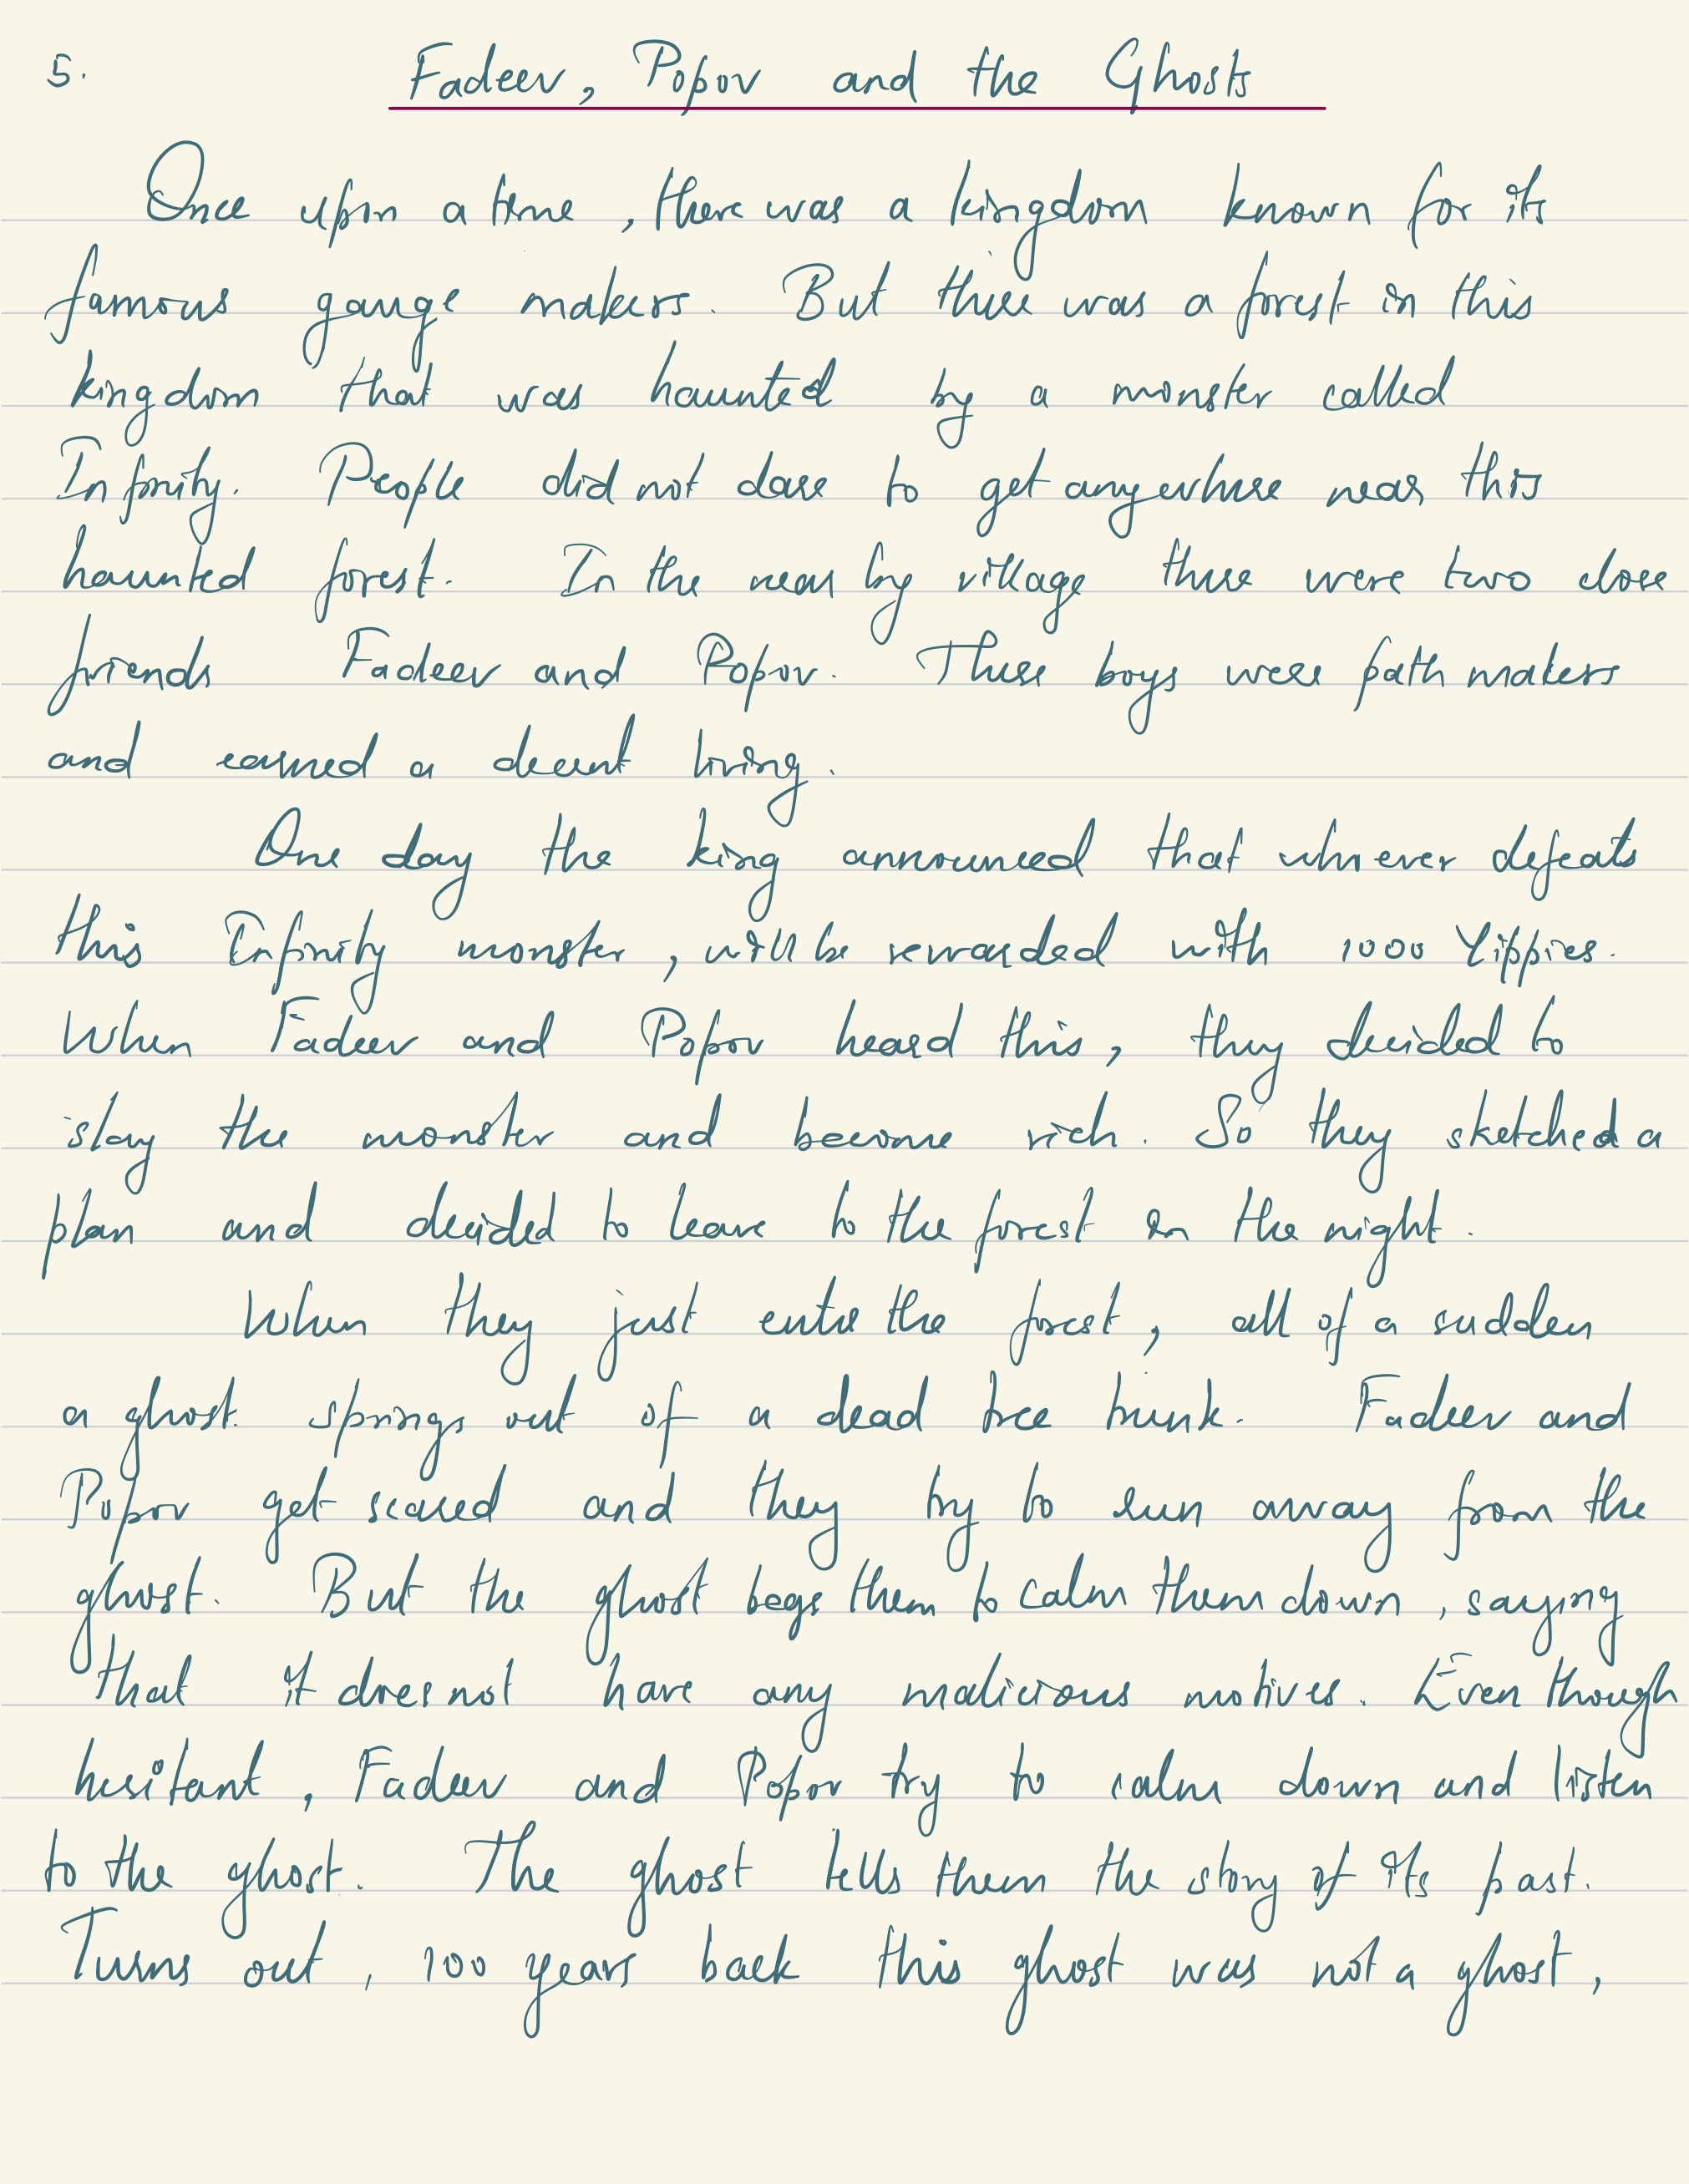 5. Fadeev, Popov and the Ghosts
Once upon a time, there was a kingdom known for its
famous gauge makers. But there was a forest in this
kingdom that was haunted by a monster called
Infinity. People did not dare to get anywhere near this
haunted forest. In the near by village there were two close
friends Fadeev and Popov. These boys were path makers
and earned a decent living.
One day the king announced that whoever defeats
this Infinity monster, will be rewarded with 1000 Yippies.
When Fadeev and Popov heard this, they decided to
slay the monster and become rich. So they sketched a
plan and decided to leave to the forest in the night.
When they just enter the forest, all of a sudden
a ghost springs out of a dead tree trunk. Fadeev and
Popov get scared and they try to run away from the
ghost. But the ghost begs them to calm them down, saying
that it does not have any malicious motives. Even though
hesitant, Fadeev and Popov try to calm down and listen
to the ghost. The ghost tells them the story of its past.
Turns out, 100 years back this ghost was not a ghost,